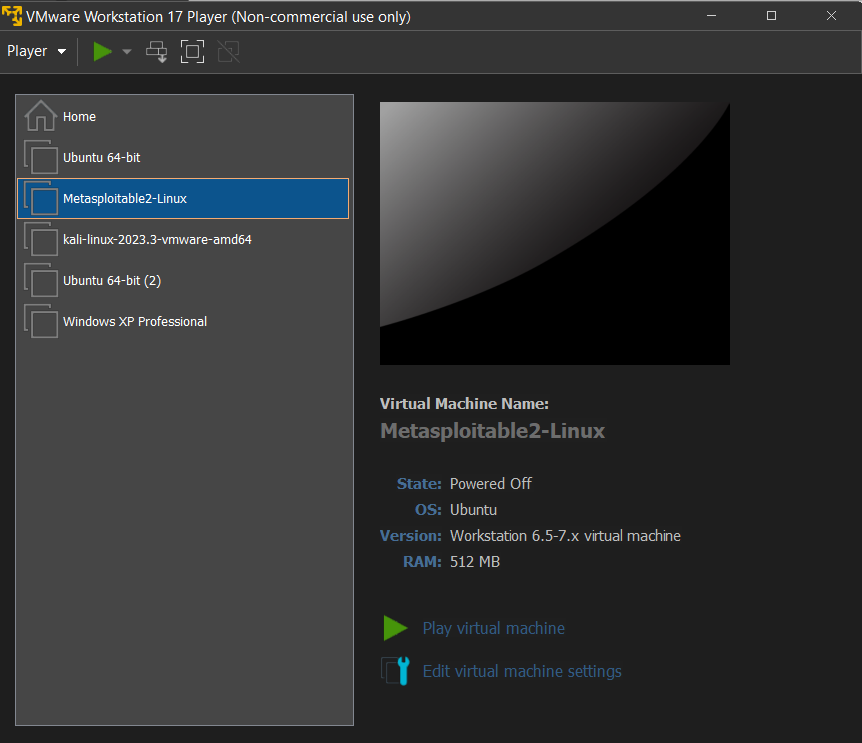 VMware Workstation 17 Player (Non-commercial use only)
Player
Home
Ubuntu 64-bit
Metasploitable2-Linux
kali-linux-2023.3-vmware-amd64
Ubuntu 64-bit (2)
Windows XP Professional
Virtual Machine Name:
Metasploitable2-Linux
State: Powered Off
OS: Ubuntu
Version: Workstation 6.5-7.x virtual machine
RAM: 512 MB
Play virtual machine
Edit virtual machine settings